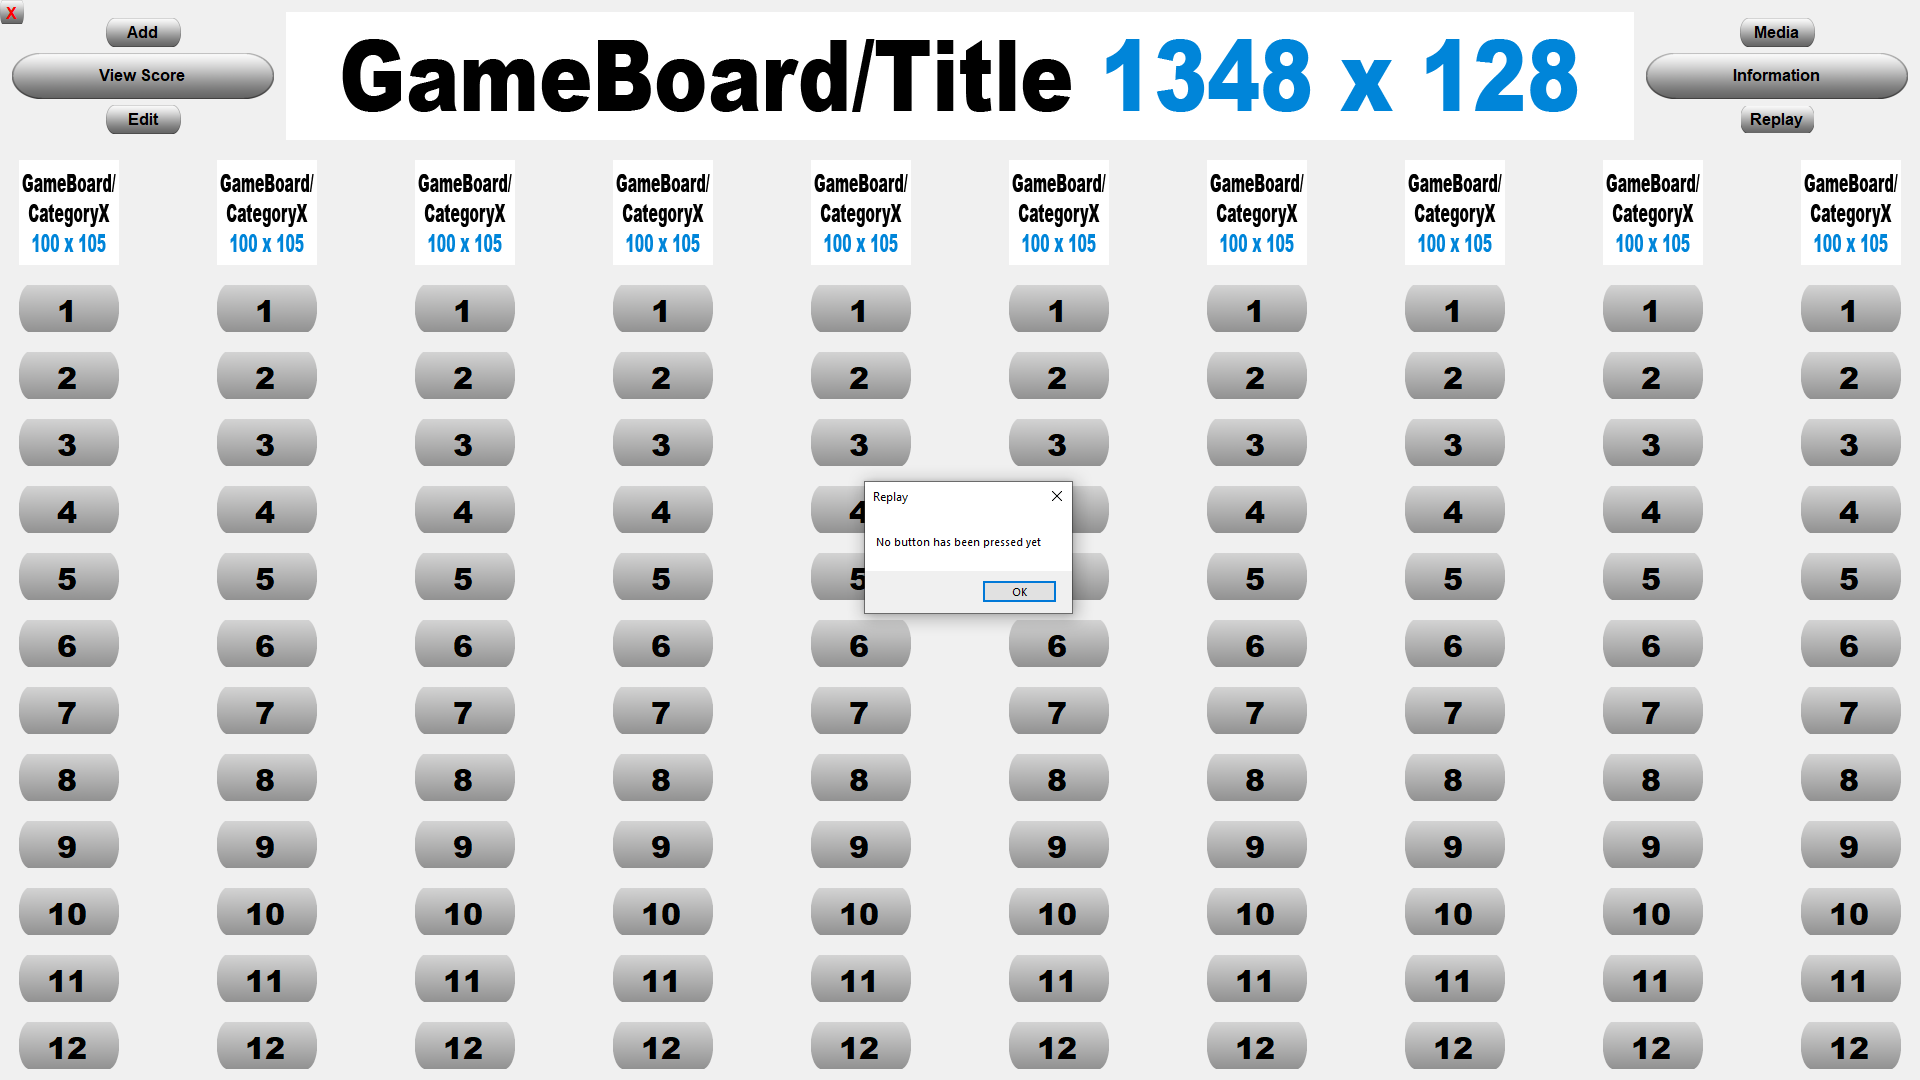 X
Add
View Score
Edit
GameBoard/Title 1348 x 128
Media
Information
Replay
GameBoard/ GameBoard/ GameBoard/ GameBoard/ GameBoard/ GameBoard/ GameBoard/ GameBoard/ GameBoard/ GameBoard/
CategoryX CategoryX CategoryX CategoryX CategoryX CategoryX CategoryX CategoryX CategoryX CategoryX
100 x 105 100 x 105 100 x 105 100 x 105 100 x 105 100 x 105 100 x 105 100 x 105 100 x 105 100 x 105
1 1 1 1 1 1 1 1 1 1
2 2 2 2 2 2 2 2 2 2
3 3 3 3 3 3 3 3 3 3
4 4 4 4 4 4 4 4 4
5 5 5 5 5 5 5 5 5
Replay
No button has been pressed yet
OK
6 6 6 6 6 6 6 6 6 6
7 7 7 7 7 7 7 7 7 7
8 8 8 8 8 8 8 8 8 8
9 9 9 9 9 9 9 9 9 9
10 10 10 10 10 10 10 10 10 10
11 11 11 11 11 11 11 11 11 11
12 12 12 12 12 12 12 12 12 12